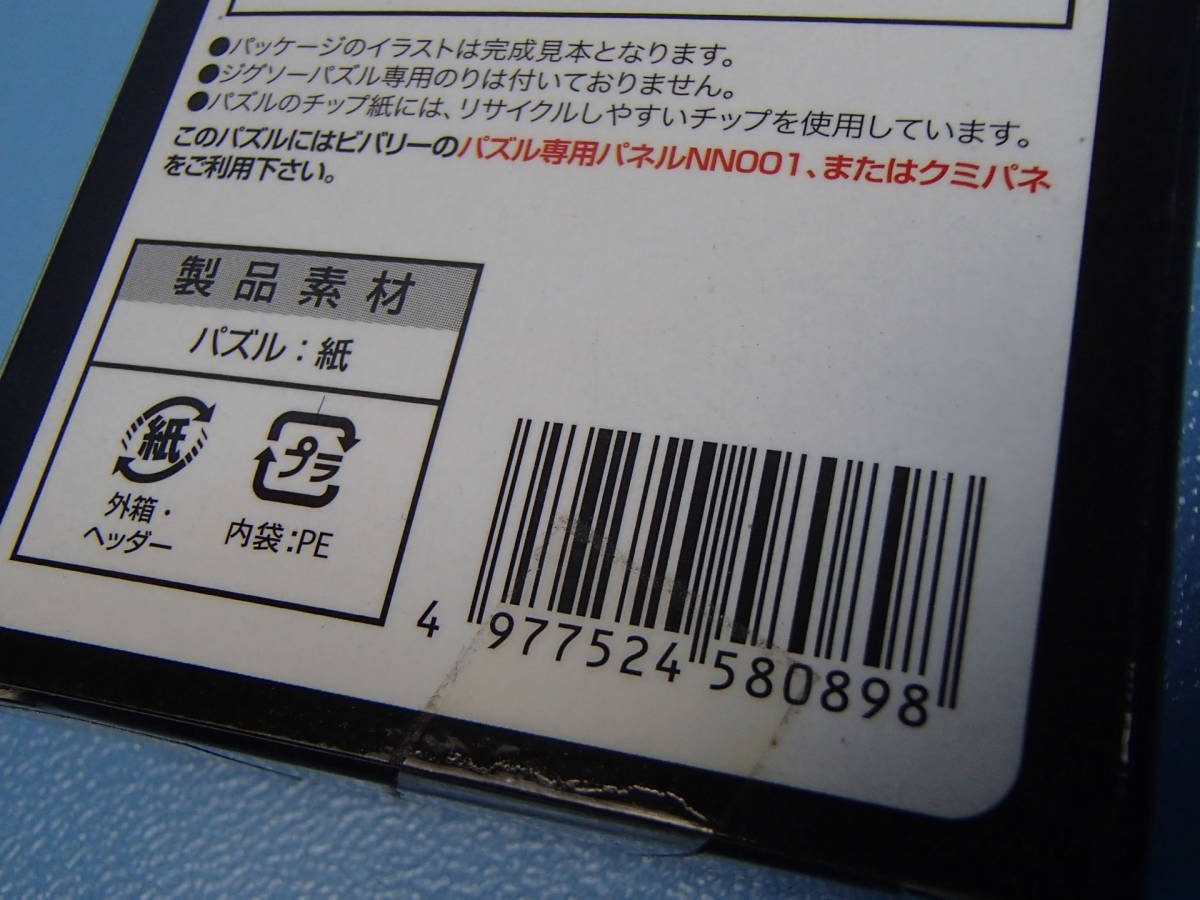 ●パッケージのイラストは完成見本となります。
●ジグソーパズル専用のりは付いておりません。
●パズルのチップ紙には、リサイクルしやすいチップを使用しています。
このパズルにはビバリーのパズル専用パネルNN001、またはクミパネ
をご利用下さい。
製品素材
パズル：紙
紙
プラ
外箱・
ヘッダー
内袋：PE
4 977524 580898